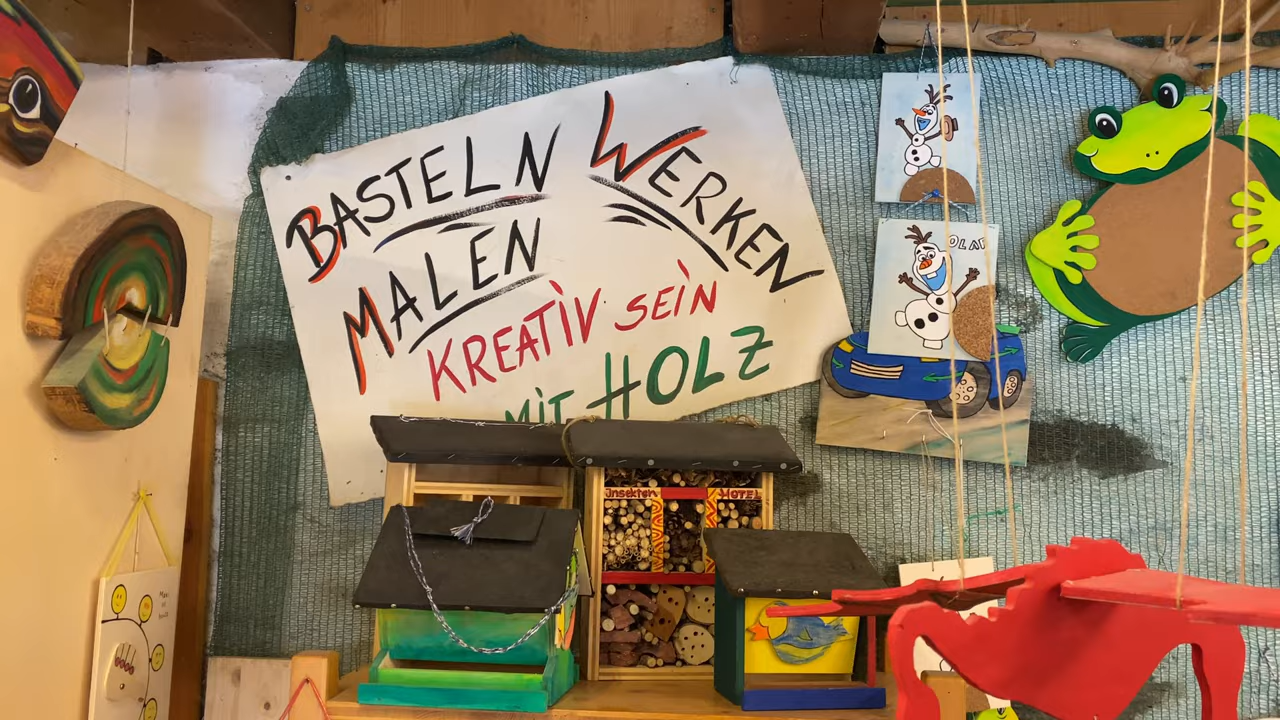 BASTELN WERKEN
MALEN
KREATIV SEIN
MIT HOLZ
OLAF
Insekten HOTEL